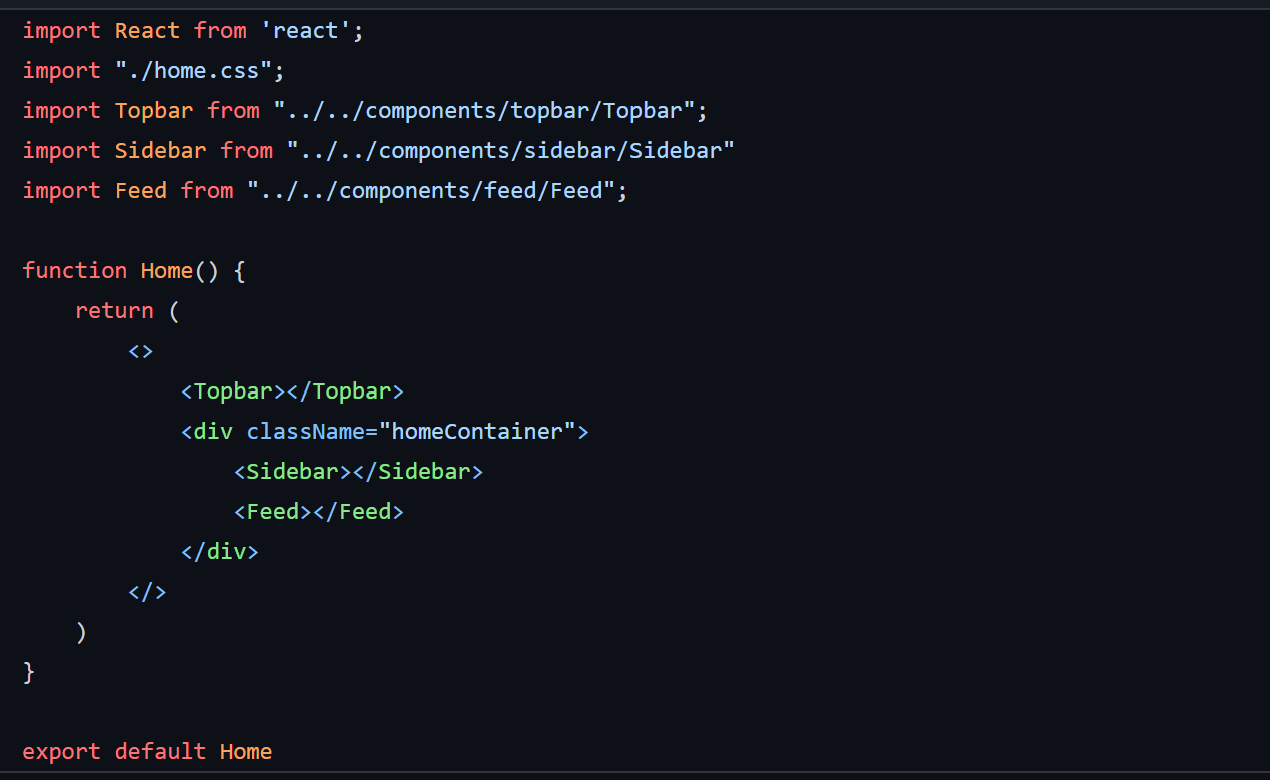 import React from 'react';
import "./home.css";
import Topbar from "../../components/topbar/Topbar";
import Sidebar from "../../components/sidebar/Sidebar"
import Feed from "../../components/feed/Feed";

function Home() {
    return (
        <>
            <Topbar></Topbar>
            <div className="homeContainer">
                <Sidebar></Sidebar>
                <Feed></Feed>
            </div>
        </>
    )
}

export default Home